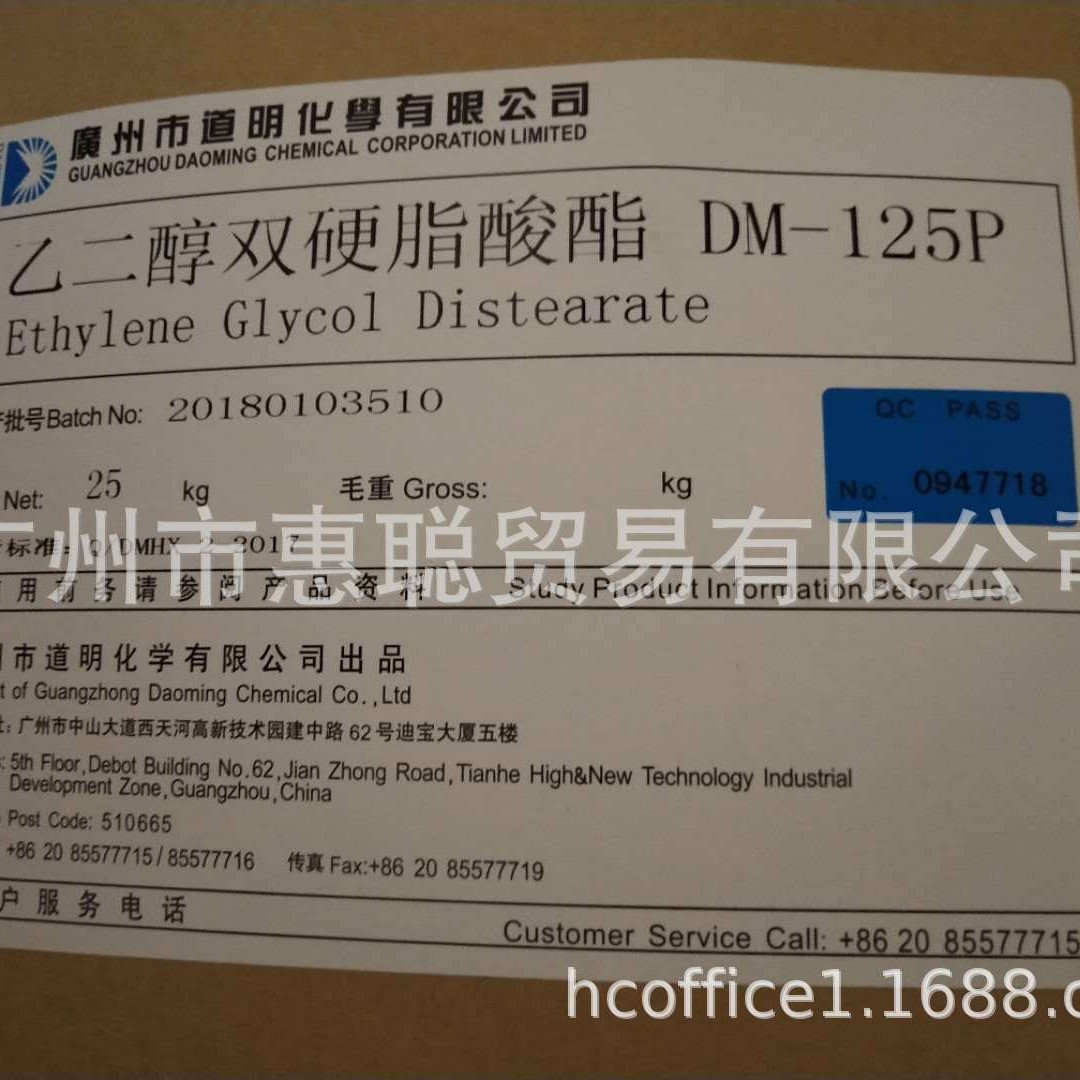 廣州市道明化學有限公司
GUANGZHOU DAOMING CHEMICAL CORPORATION LIMITED
乙二醇双硬脂酸酯 DM-125P
Ethylene Glycol Distearate
批号Batch No: 20180103510
QC PASS
No. 0947718
Net: 25 kg 毛重 Gross: kg
标准: Q/DMHX 2-2017
广州市惠聪贸易有限公司
用前务请参阅产品资料 Study Product Information Before Use
市道明化学有限公司出品
t of Guangzhong Daoming Chemical Co.,Ltd
址: 广州市中山大道西天河高新技术园建中路62号迪宝大厦五楼
: 5th Floor,Debot Building No.62,Jian Zhong Road,Tianhe High&New Technology Industrial
Development Zone,Guangzhou,China
Post Code: 510665
+86 20 85577715/85577716 传真 Fax:+86 20 85577719
户服务电话
Customer Service Call: +86 20 85577715
hcoffice1.1688.c